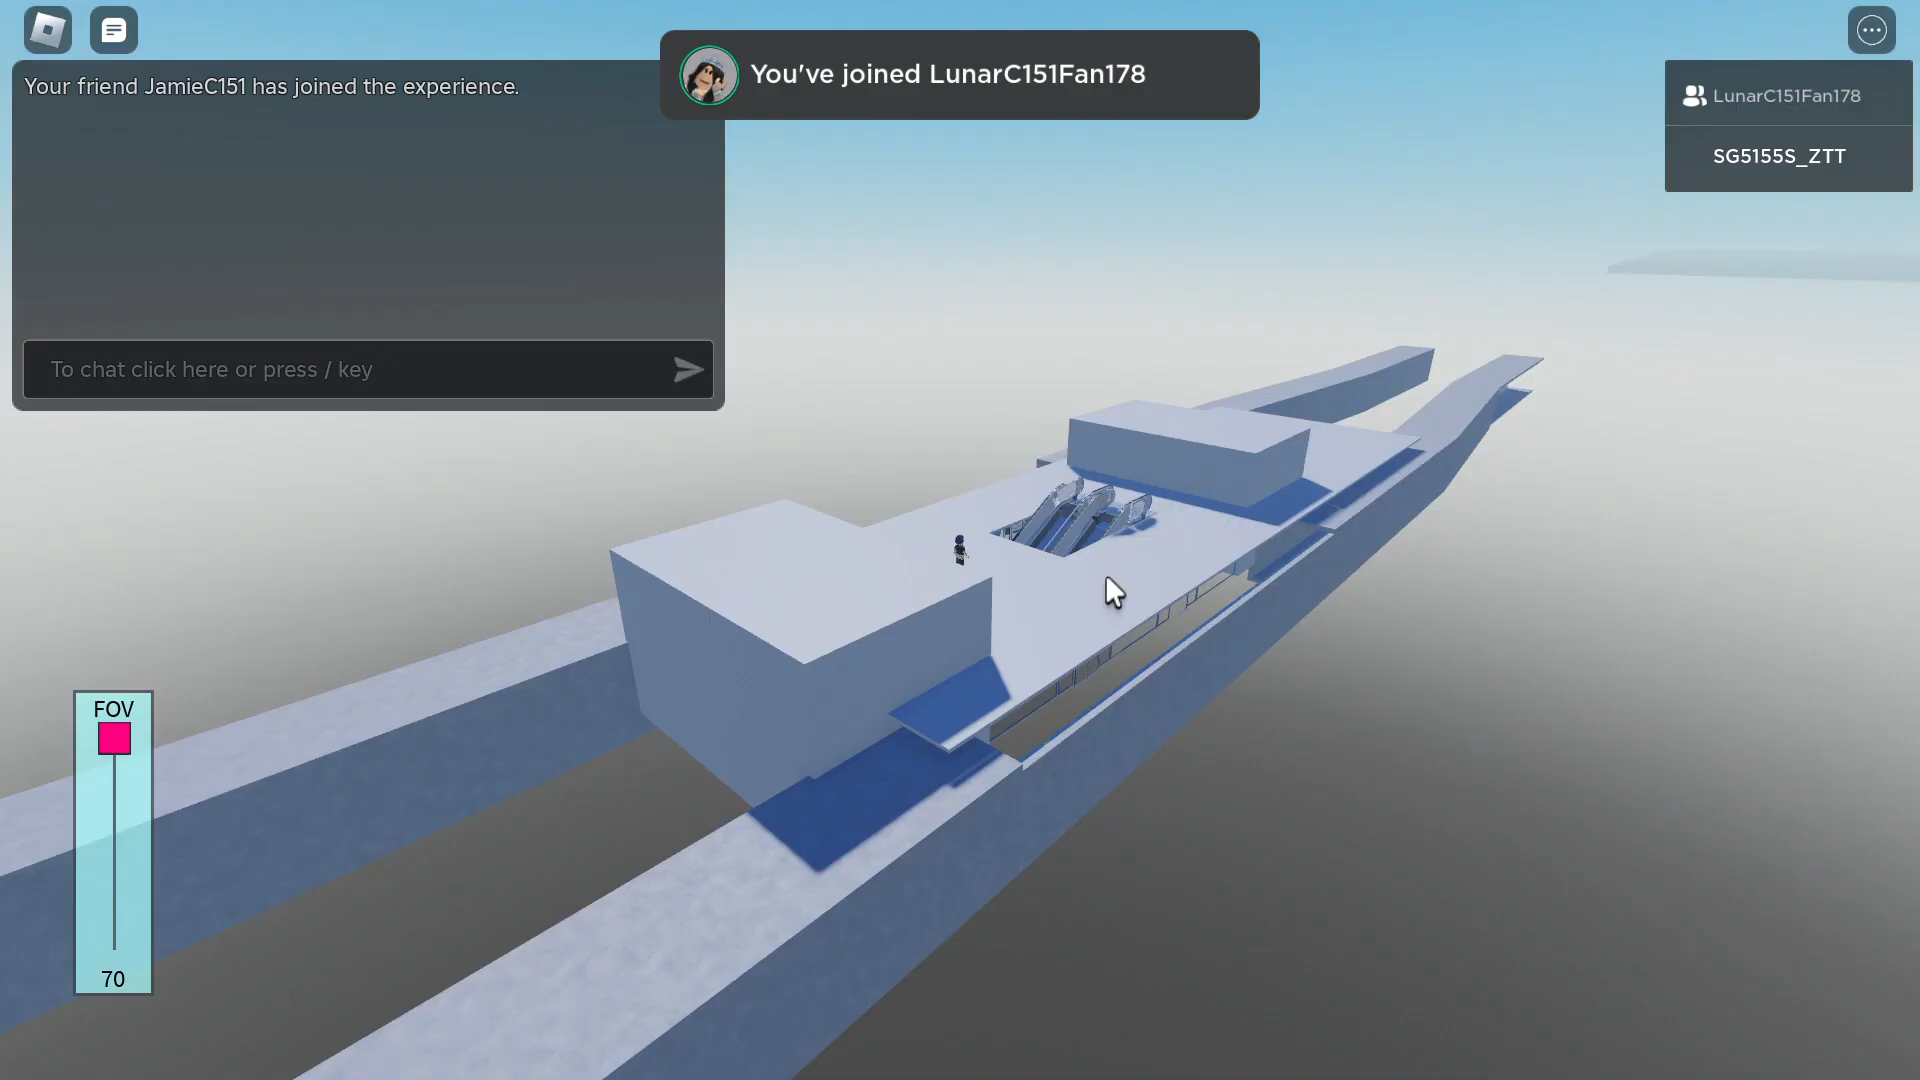 Your friend JamieC151 has joined the experience.
You've joined LunarC151Fan178
LunarC151Fan178
SG5155S_ZTT
To chat click here or press / key
FOV
70